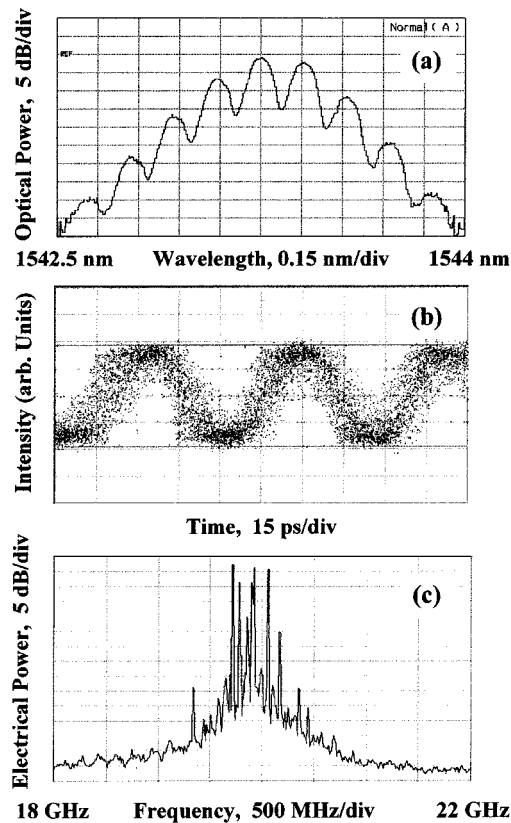 Normal ( A )
REF
(a)
Optical Power, 5 dB/div
1542.5 nm Wavelength, 0.15 nm/div 1544 nm
(b)
Intensity (arb. Units)
Time, 15 ps/div
(c)
Electrical Power, 5 dB/div
18 GHz Frequency, 500 MHz/div 22 GHz